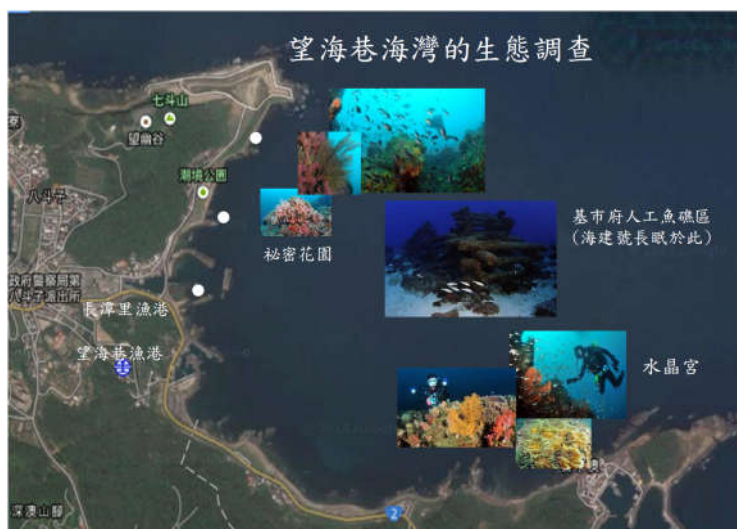 望海巷海灣的生態調查
七斗山
望幽谷
潮境公園
八斗子
祕密花園
基市府人工魚礁區
(海建號長眠於此)
政府警察局第
八斗子派出所
長潭里漁港
望海巷漁港
水晶宮
2
深澳山腳